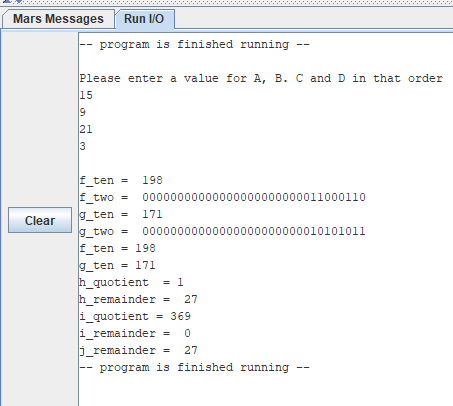 Mars Messages Run I/O
-- program is finished running --
Please enter a value for A, B. C and D in that order
15
9
21
3
f_ten = 198
f_two = 00000000000000000000000011000110
g_ten = 171
g_two = 00000000000000000000000010101011
f_ten = 198
g_ten = 171
Clear
h_quotient = 1
h_remainder = 27
i_quotient = 369
i_remainder = 0
j_remainder = 27
-- program is finished running --